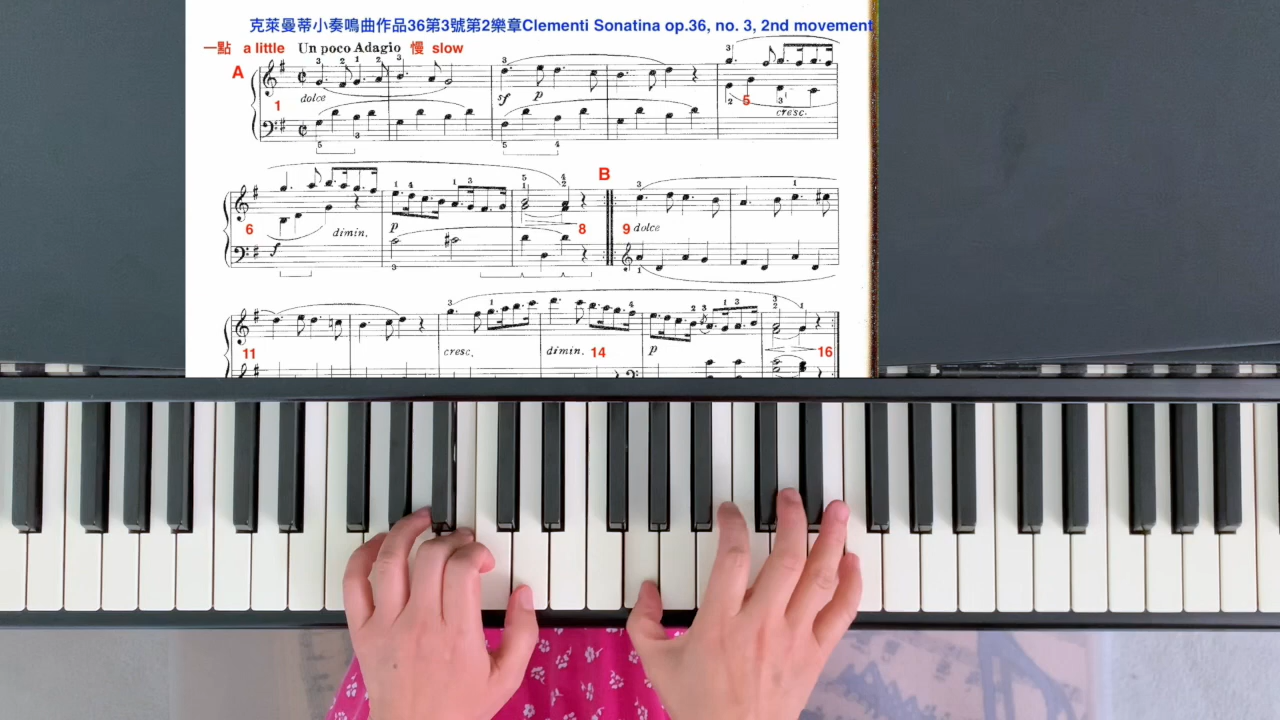 克萊曼蒂小奏鳴曲作品36第3號第2樂章Clementi Sonatina op.36, no. 3, 2nd movement
一點 a little Un poco Adagio 慢 slow
A
1 dolce sf p 5 cresc.
B
6 f dimin. p 8 9 dolce
11 cresc. dimin. 14 p 16